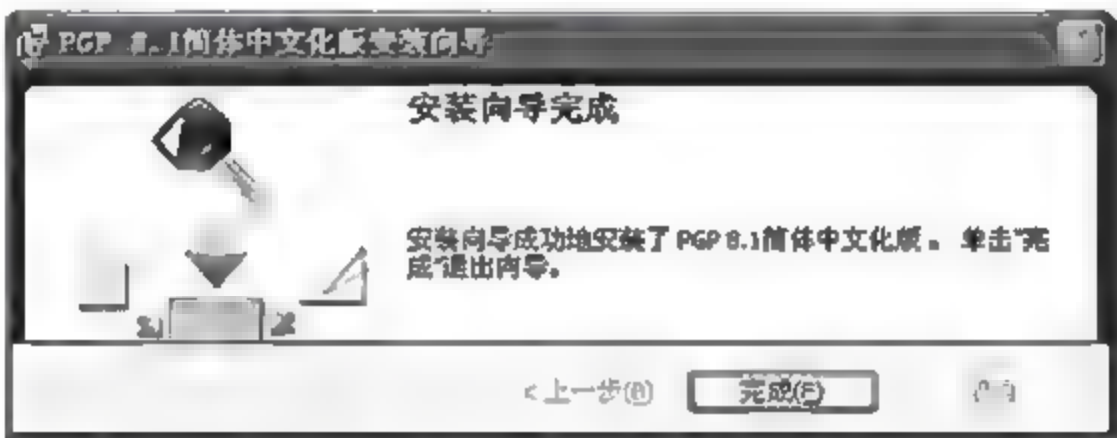 PGP 8.1简体中文化版安装向导
安装向导完成
安装向导成功地安装了 PGP 8.1简体中文化版 。 单击"完
成"退出向导。
<上一步(B)
完成(F)